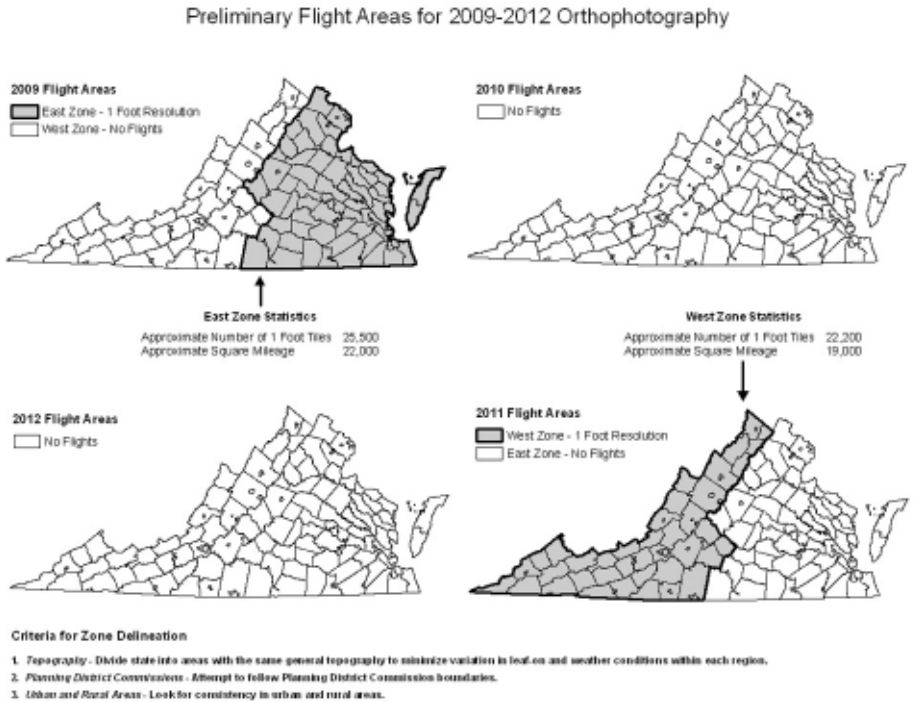 Preliminary Flight Areas for 2009-2012 Orthophotography
2009 Flight Areas
East Zone - 1 Foot Resolution
West Zone - No Flights
2010 Flight Areas
No Flights
East Zone Statistics
Approximate Number of 1 Foot Tiles 25,500
Approximate Square Mileage 22,000
West Zone Statistics
Approximate Number of 1 Foot Tiles 22,200
Approximate Square Mileage 19,000
2012 Flight Areas
No Flights
2011 Flight Areas
West Zone - 1 Foot Resolution
East Zone - No Flights
Criteria for Zone Delineation
1. Topography - Divide state into areas with the same general topography to minimize variation in leaf-on and weather conditions within each region.
2. Planning District Commissions - Attempt to follow Planning District Commission boundaries.
3. Urban and Rural Areas - Look for consistency in urban and rural areas.